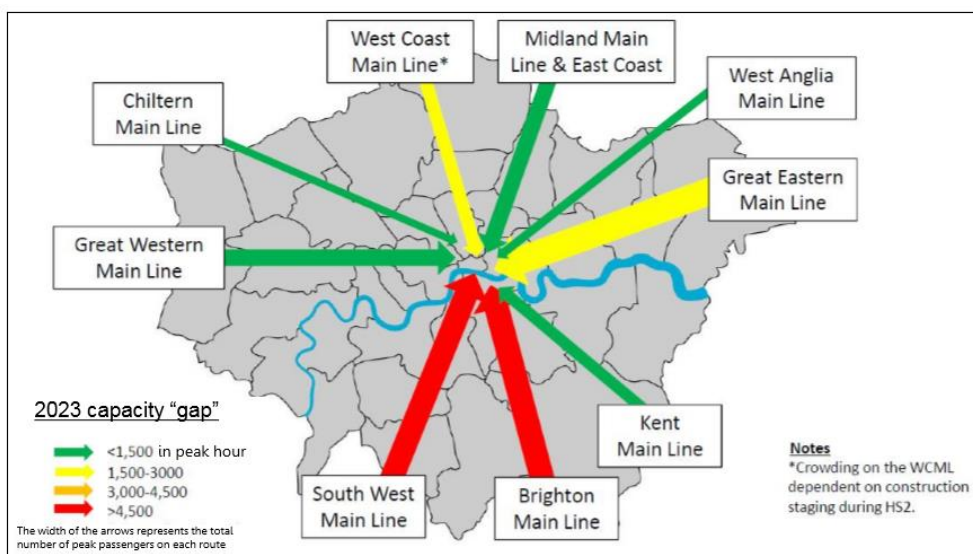 West Coast
Main Line*
Midland Main
Line & East Coast
West Anglia
Main Line
Chiltern
Main Line
Great Eastern
Main Line
Great Western
Main Line
Kent
Main Line
South West
Main Line
Brighton
Main Line
2023 capacity “gap”
<1,500 in peak hour
1,500-3000
3,000-4,500
>4,500
The width of the arrows represents the total
number of peak passengers on each route
Notes
*Crowding on the WCML
dependent on construction
staging during HS2.